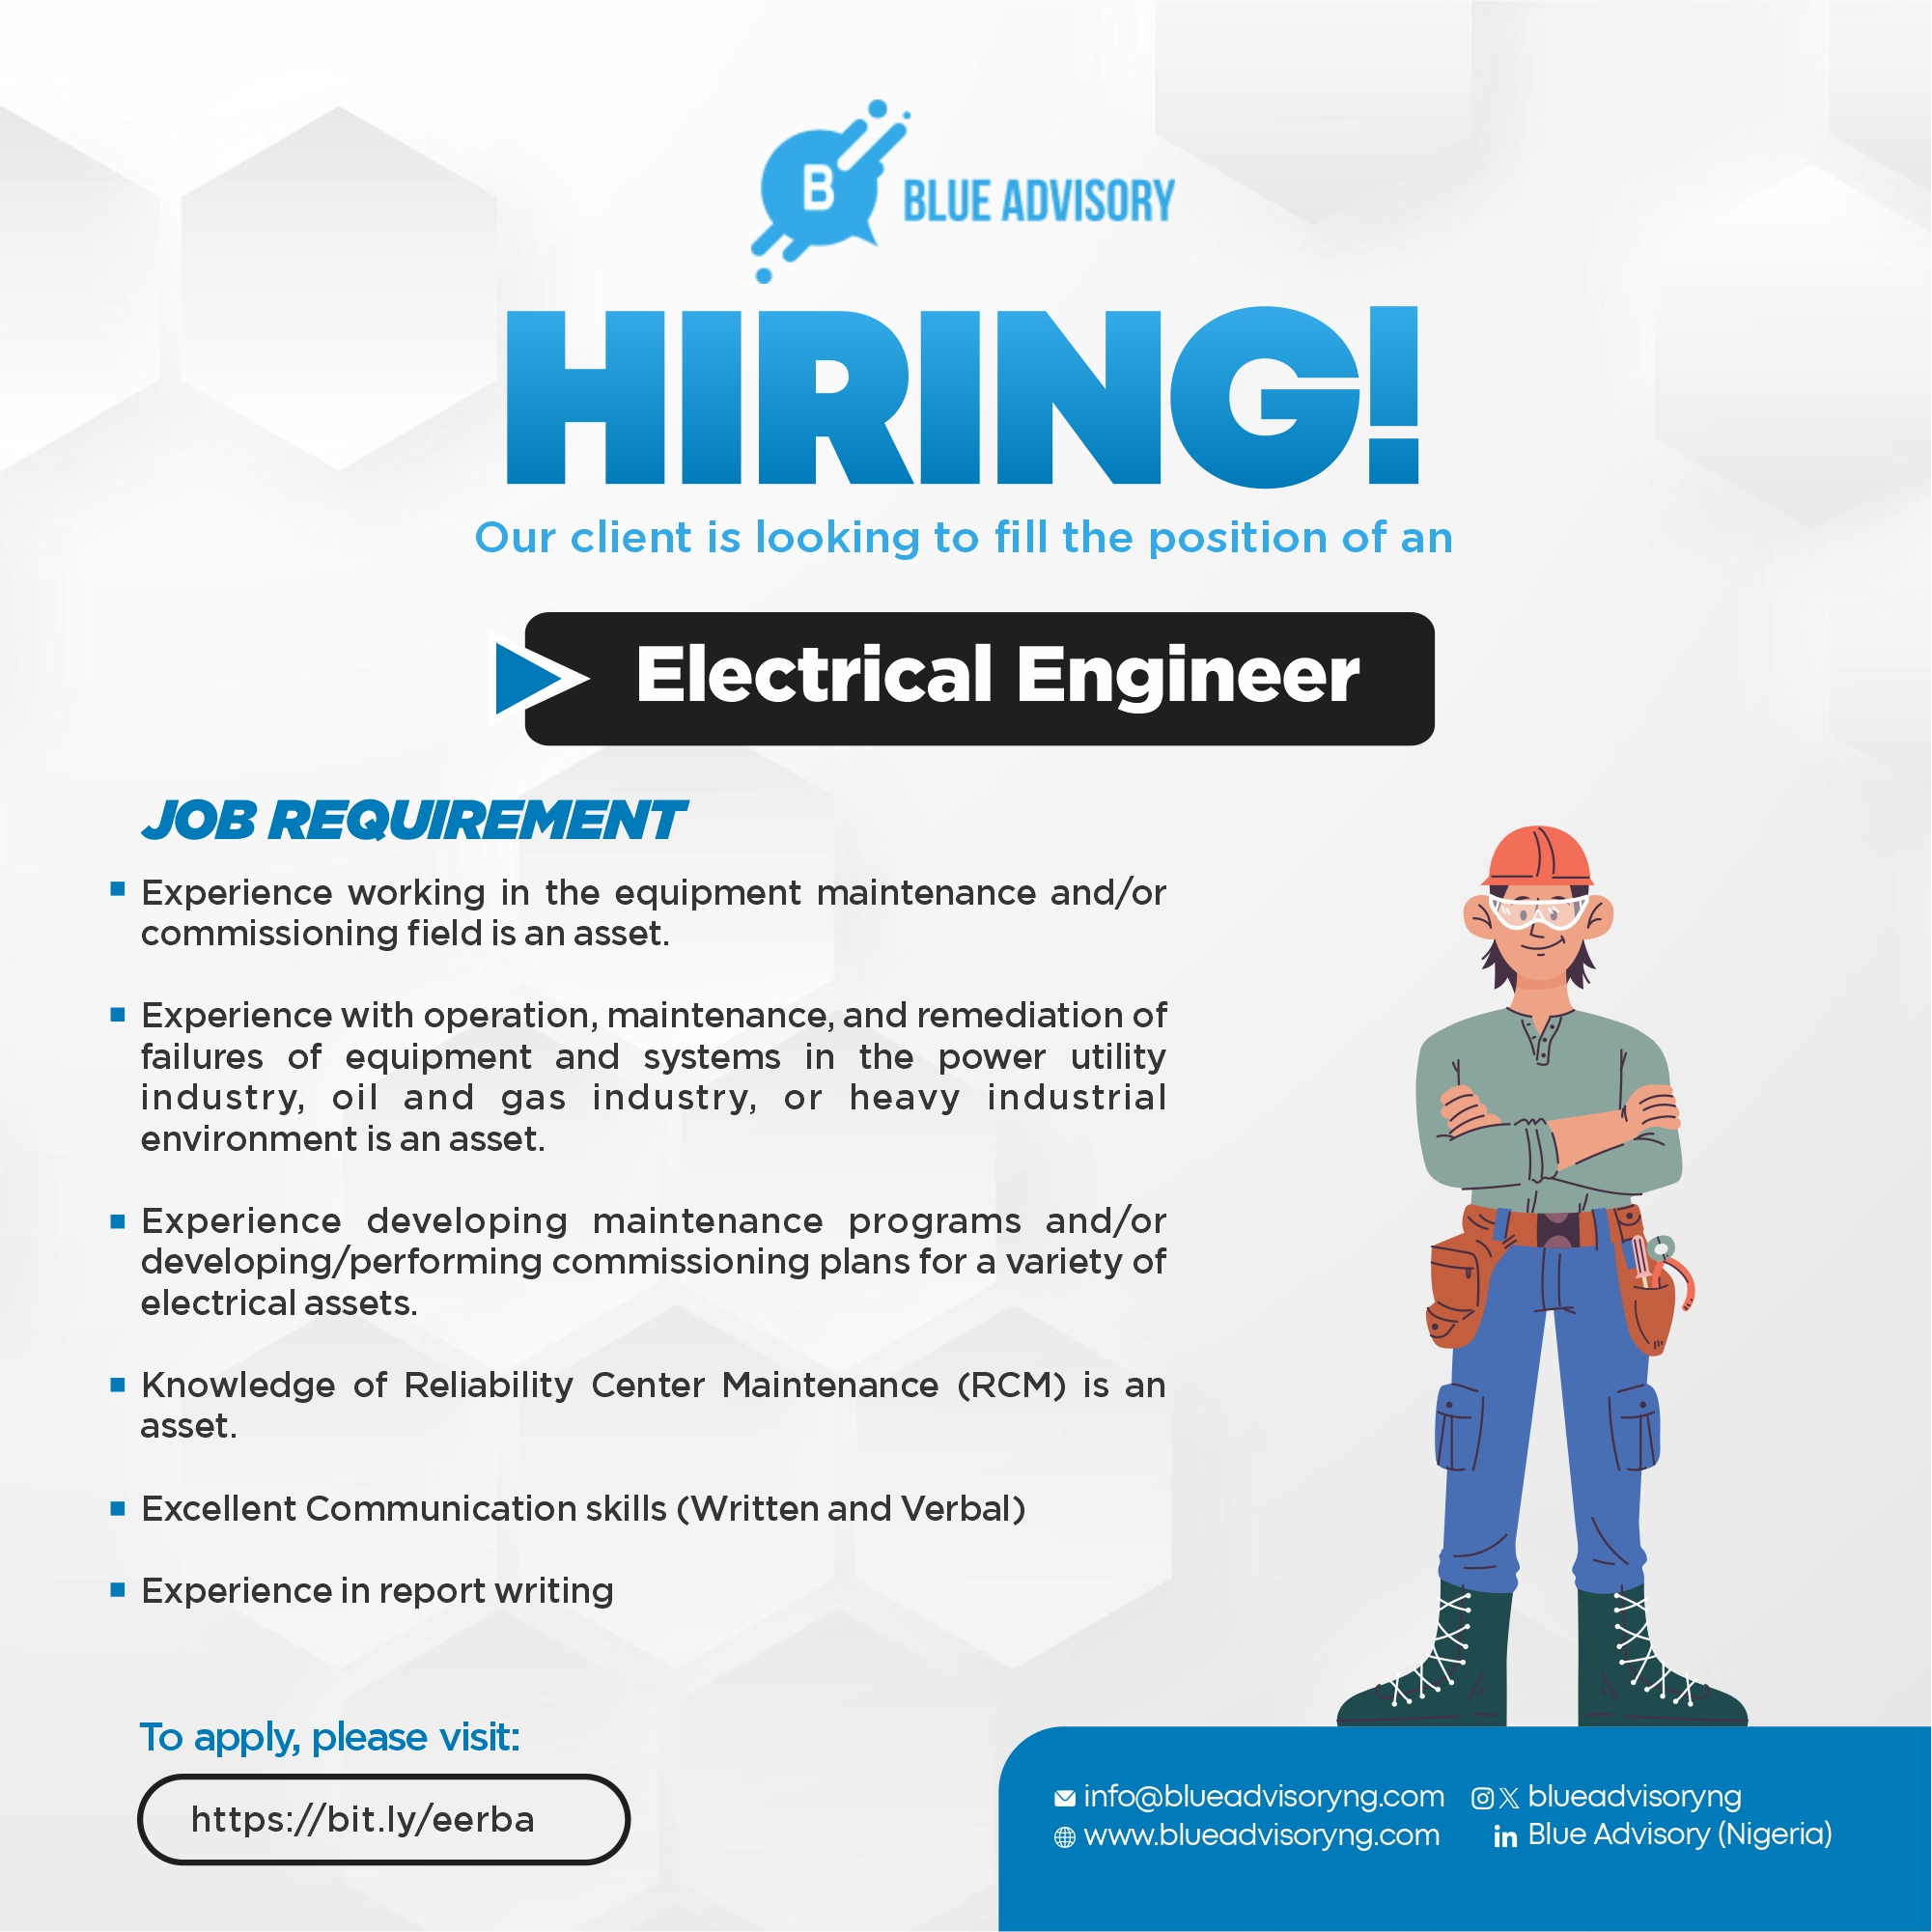 B
BLUE ADVISORY
HIRING!
Our client is looking to fill the position of an
Electrical Engineer
JOB REQUIREMENT
Experience working in the equipment maintenance and/or
commissioning field is an asset.
Experience with operation, maintenance, and remediation of
failures of equipment and systems in the power utility
industry, oil and gas industry, or heavy industrial
environment is an asset.
Experience developing maintenance programs and/or
developing/performing commissioning plans for a variety of
electrical assets.
Knowledge of Reliability Center Maintenance (RCM) is an
asset.
Excellent Communication skills (Written and Verbal)
Experience in report writing
To apply, please visit:
https://bit.ly/eerba
info@blueadvisoryng.com blueadvisoryng
www.blueadvisoryng.com Blue Advisory (Nigeria)